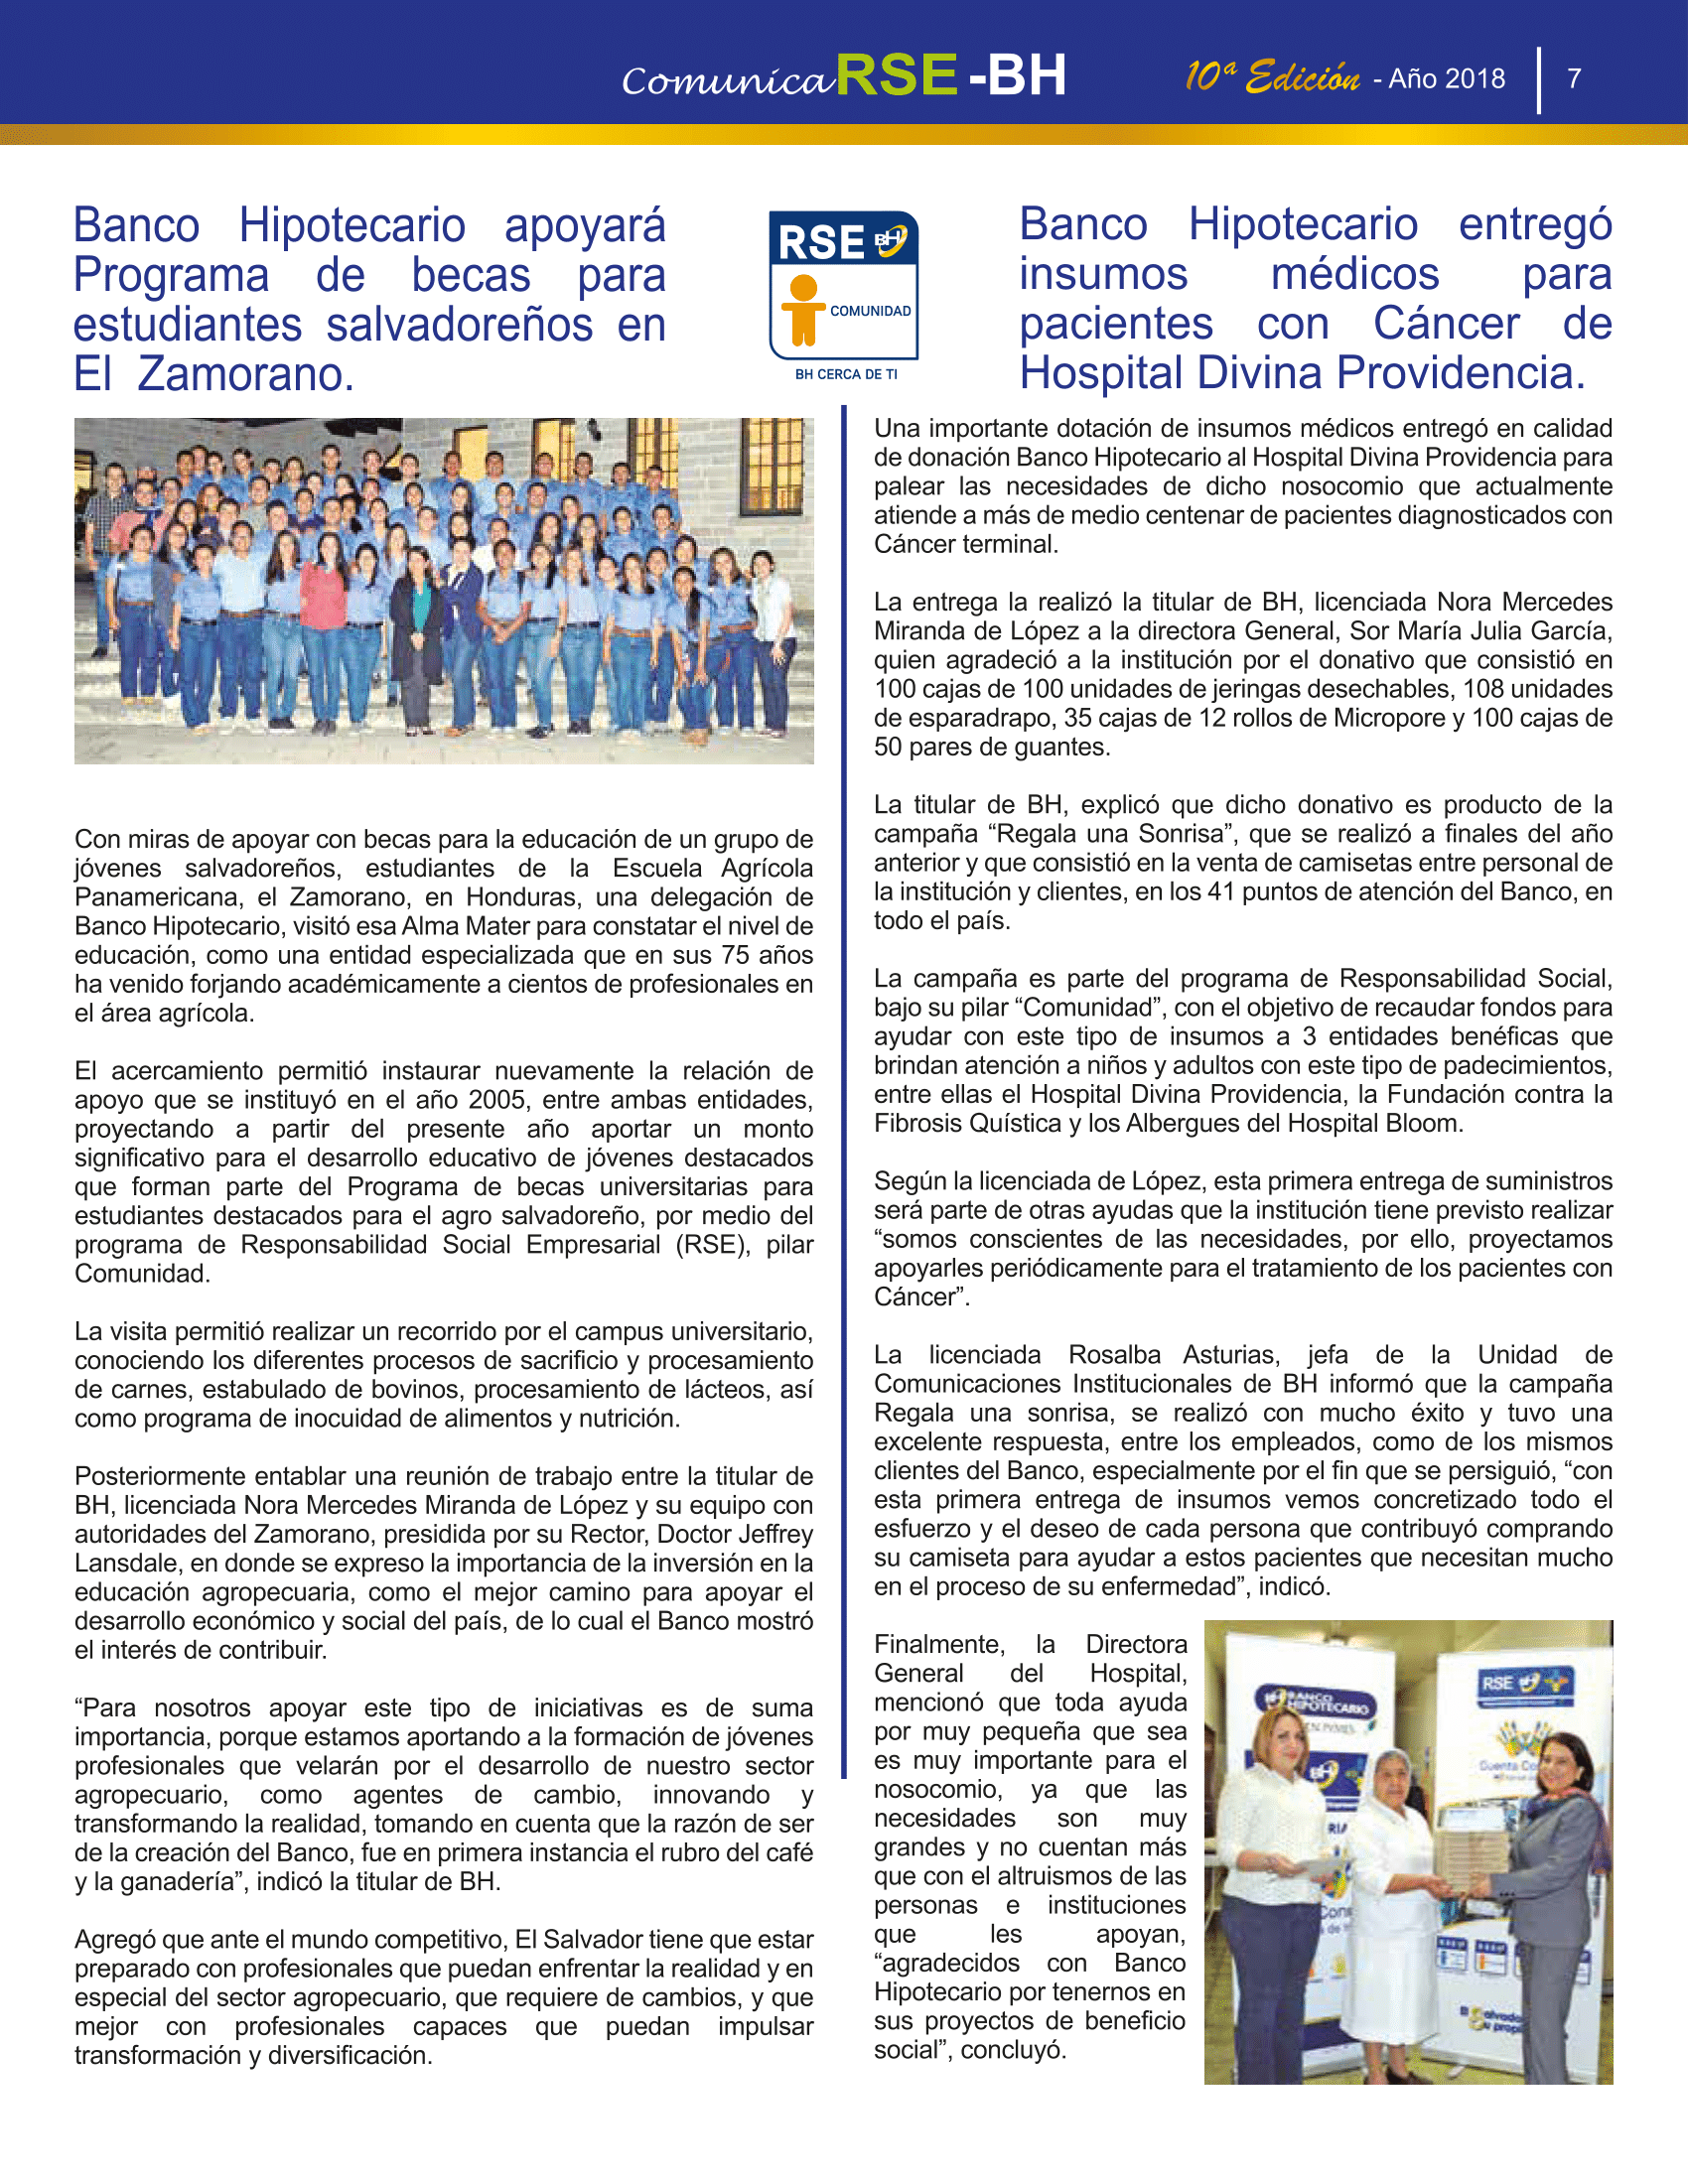 ComunicaRSE-BH
10ª Edición - Año 2018
7
Banco Hipotecario apoyará
Programa de becas para
estudiantes salvadoreños en
El Zamorano.
RSE BH
COMUNIDAD
BH CERCA DE TI
Con miras de apoyar con becas para la educación de un grupo de
jóvenes salvadoreños, estudiantes de la Escuela Agrícola
Panamericana, el Zamorano, en Honduras, una delegación de
Banco Hipotecario, visitó esa Alma Mater para constatar el nivel de
educación, como una entidad especializada que en sus 75 años
ha venido forjando académicamente a cientos de profesionales en
el área agrícola.
El acercamiento permitió instaurar nuevamente la relación de
apoyo que se instituyó en el año 2005, entre ambas entidades,
proyectando a partir del presente año aportar un monto
significativo para el desarrollo educativo de jóvenes destacados
que forman parte del Programa de becas universitarias para
estudiantes destacados para el agro salvadoreño, por medio del
programa de Responsabilidad Social Empresarial (RSE), pilar
Comunidad.
La visita permitió realizar un recorrido por el campus universitario,
conociendo los diferentes procesos de sacrificio y procesamiento
de carnes, estabulado de bovinos, procesamiento de lácteos, así
como programa de inocuidad de alimentos y nutrición.
Posteriormente entablar una reunión de trabajo entre la titular de
BH, licenciada Nora Mercedes Miranda de López y su equipo con
autoridades del Zamorano, presidida por su Rector, Doctor Jeffrey
Lansdale, en donde se expreso la importancia de la inversión en la
educación agropecuaria, como el mejor camino para apoyar el
desarrollo económico y social del país, de lo cual el Banco mostró
el interés de contribuir.
“Para nosotros apoyar este tipo de iniciativas es de suma
importancia, porque estamos aportando a la formación de jóvenes
profesionales que velarán por el desarrollo de nuestro sector
agropecuario, como agentes de cambio, innovando y
transformando la realidad, tomando en cuenta que la razón de ser
de la creación del Banco, fue en primera instancia el rubro del café
y la ganadería”, indicó la titular de BH.
Agregó que ante el mundo competitivo, El Salvador tiene que estar
preparado con profesionales que puedan enfrentar la realidad y en
especial del sector agropecuario, que requiere de cambios, y que
mejor con profesionales capaces que puedan impulsar
transformación y diversificación.
Banco Hipotecario entregó
insumos médicos para
pacientes con Cáncer de
Hospital Divina Providencia.
Una importante dotación de insumos médicos entregó en calidad
de donación Banco Hipotecario al Hospital Divina Providencia para
palear las necesidades de dicho nosocomio que actualmente
atiende a más de medio centenar de pacientes diagnosticados con
Cáncer terminal.
La entrega la realizó la titular de BH, licenciada Nora Mercedes
Miranda de López a la directora General, Sor María Julia García,
quien agradeció a la institución por el donativo que consistió en
100 cajas de 100 unidades de jeringas desechables, 108 unidades
de esparadrapo, 35 cajas de 12 rollos de Micropore y 100 cajas de
50 pares de guantes.
La titular de BH, explicó que dicho donativo es producto de la
campaña “Regala una Sonrisa”, que se realizó a finales del año
anterior y que consistió en la venta de camisetas entre personal de
la institución y clientes, en los 41 puntos de atención del Banco, en
todo el país.
La campaña es parte del programa de Responsabilidad Social,
bajo su pilar “Comunidad”, con el objetivo de recaudar fondos para
ayudar con este tipo de insumos a 3 entidades benéficas que
brindan atención a niños y adultos con este tipo de padecimientos,
entre ellas el Hospital Divina Providencia, la Fundación contra la
Fibrosis Quística y los Albergues del Hospital Bloom.
Según la licenciada de López, esta primera entrega de suministros
será parte de otras ayudas que la institución tiene previsto realizar
“somos conscientes de las necesidades, por ello, proyectamos
apoyarles periódicamente para el tratamiento de los pacientes con
Cáncer”.
La licenciada Rosalba Asturias, jefa de la Unidad de
Comunicaciones Institucionales de BH informó que la campaña
Regala una sonrisa, se realizó con mucho éxito y tuvo una
excelente respuesta, entre los empleados, como de los mismos
clientes del Banco, especialmente por el fin que se persiguió, “con
esta primera entrega de insumos vemos concretizado todo el
esfuerzo y el deseo de cada persona que contribuyó comprando
su camiseta para ayudar a estos pacientes que necesitan mucho
en el proceso de su enfermedad”, indicó.
Finalmente, la Directora
General del Hospital,
mencionó que toda ayuda
por muy pequeña que sea
es muy importante para el
nosocomio, ya que las
necesidades son muy
grandes y no cuentan más
que con el altruismos de las
personas e instituciones
que les apoyan,
“agradecidos con Banco
Hipotecario por tenernos en
sus proyectos de beneficio
social”, concluyó.
BANCO
HIPOTECARIO
BH
RSE BH